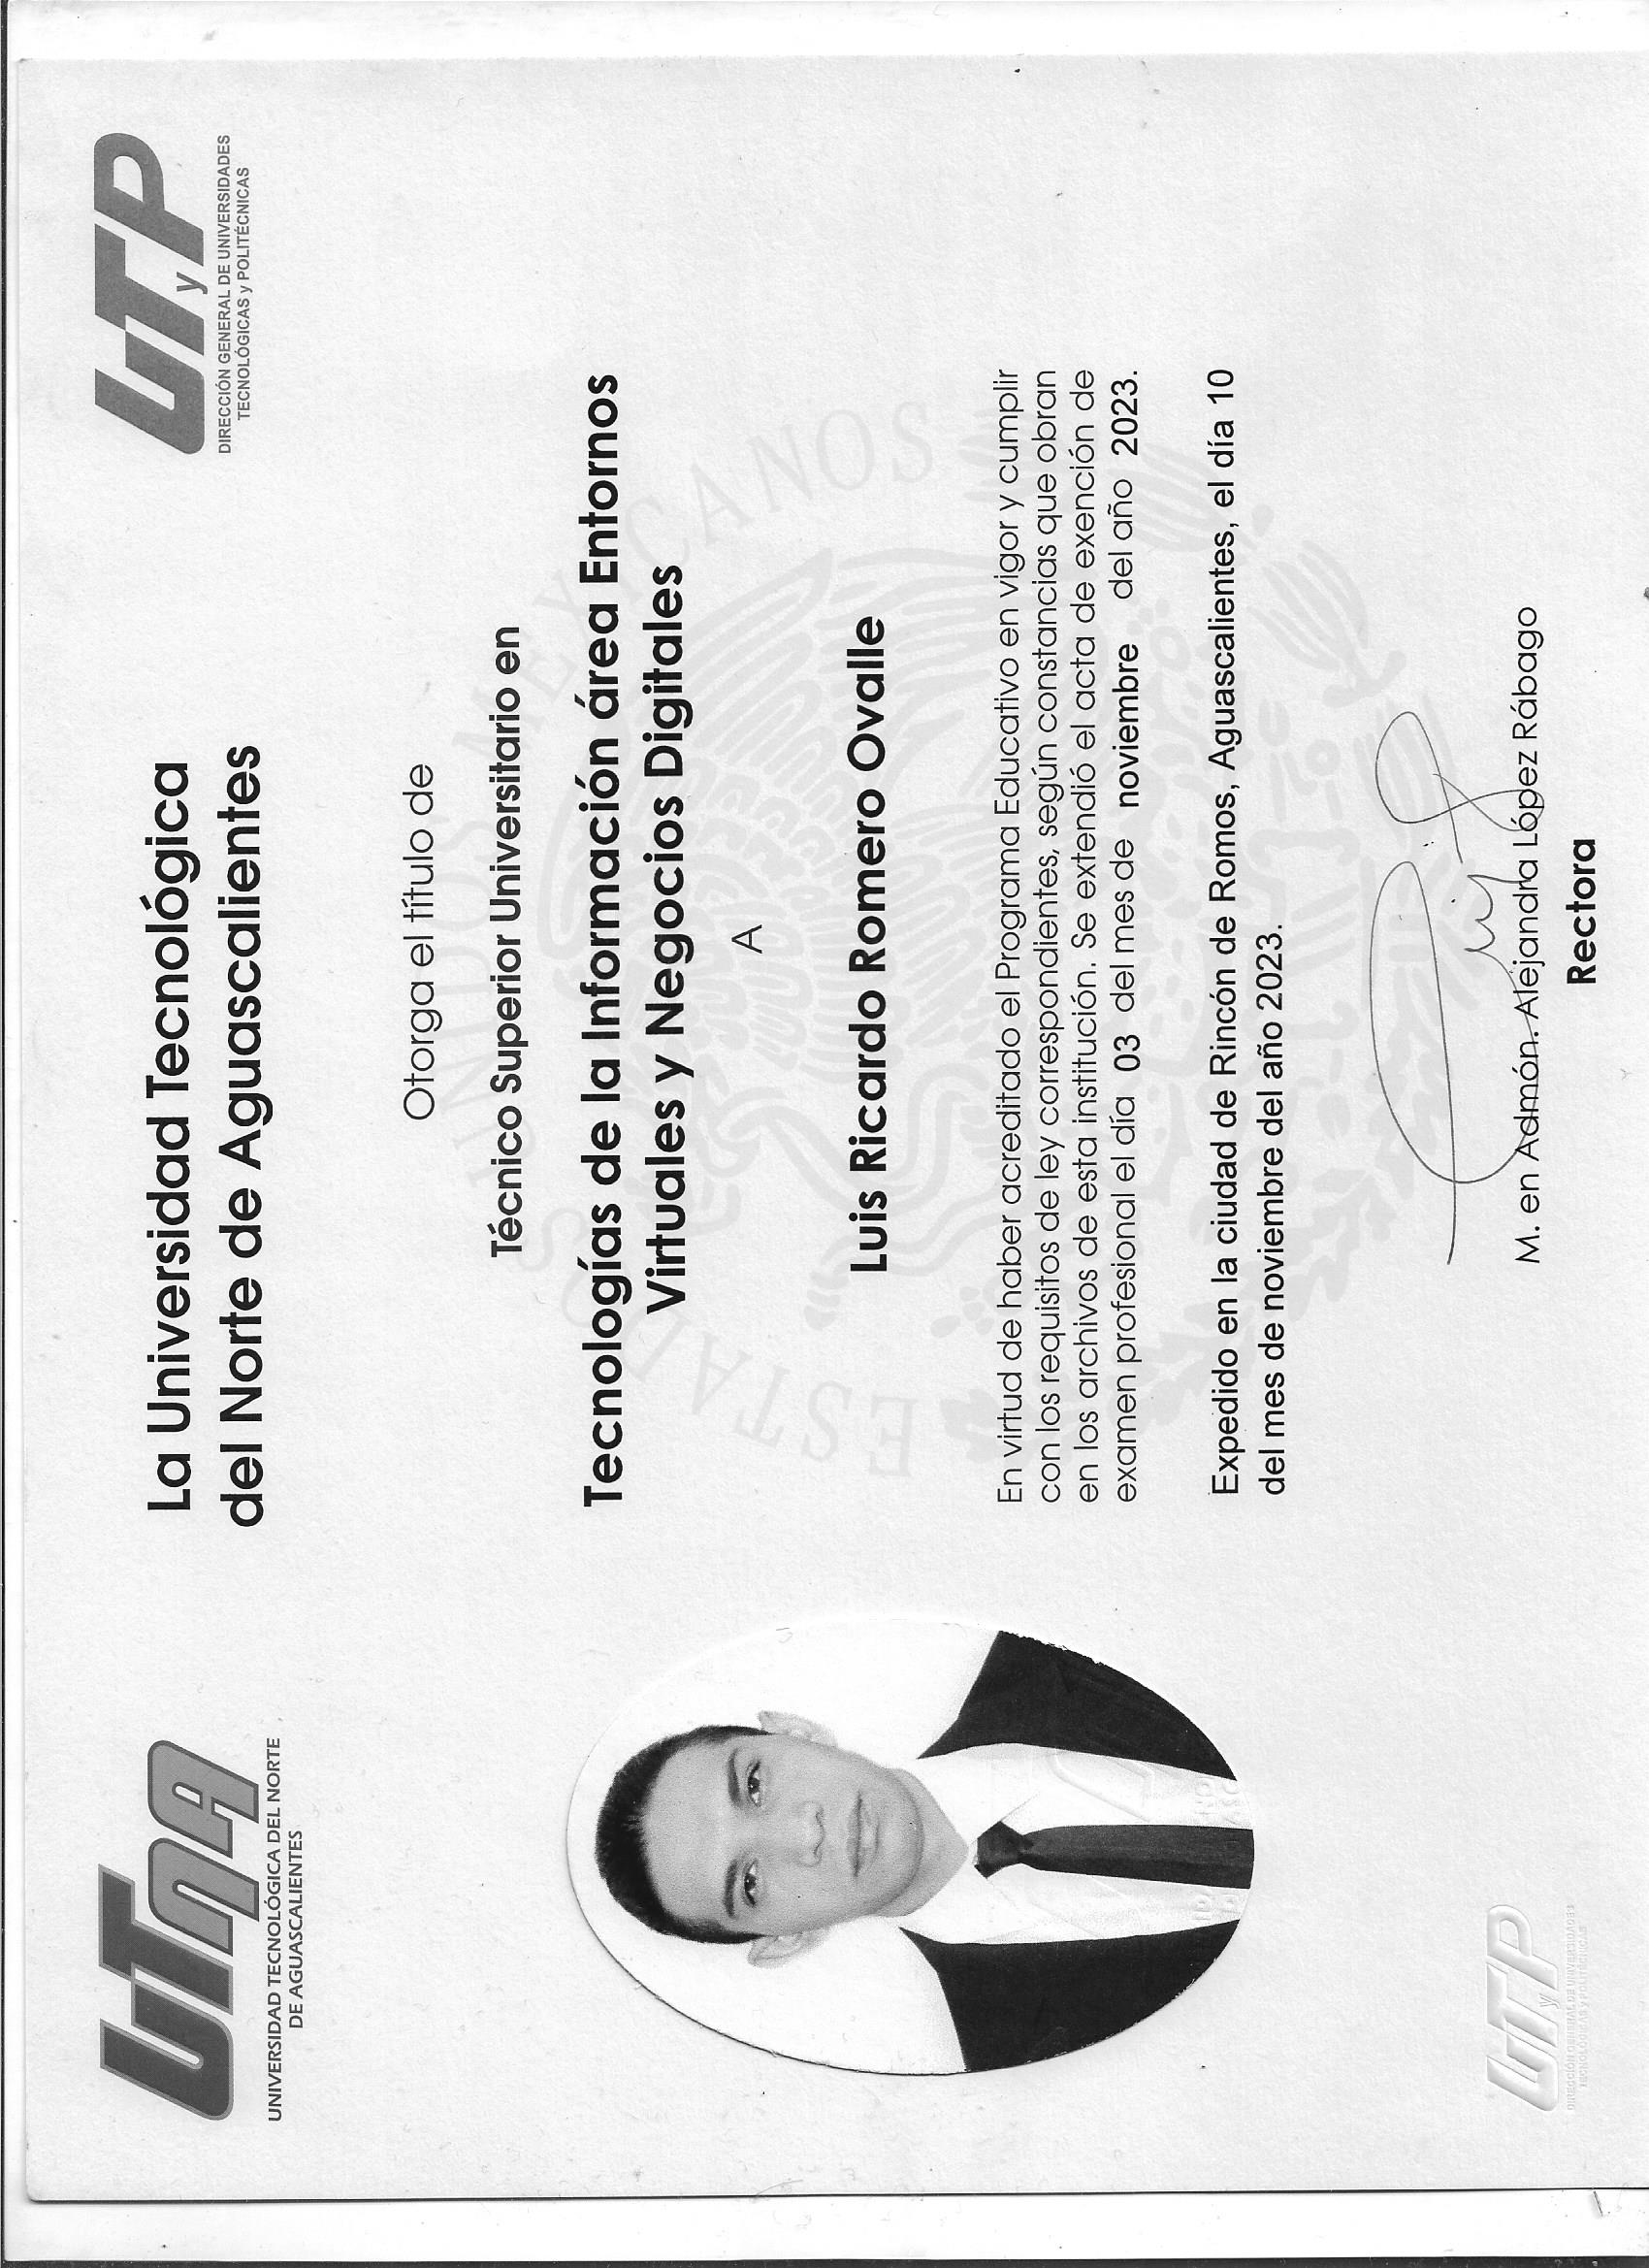 UTNA
UNIVERSIDAD TECNOLÓGICA DEL NORTE
DE AGUASCALIENTES
La Universidad Tecnológica
del Norte de Aguascalientes
UTyP
DIRECCIÓN GENERAL DE UNIVERSIDADES
TECNOLÓGICAS y POLITÉCNICAS
Otorga el título de
Técnico Superior Universitario en
Tecnologías de la Información área Entornos
Virtuales y Negocios Digitales
A
Luis Ricardo Romero Ovalle
ESTADOS UNIDOS MEXICANOS
En virtud de haber acreditado el Programa Educativo en vigor y cumplir
con los requisitos de ley correspondientes, según constancias que obran
en los archivos de esta institución. Se extendió el acta de exención de
examen profesional el día 03 del mes de noviembre del año 2023.
Expedido en la ciudad de Rincón de Romos, Aguascalientes, el día 10
del mes de noviembre del año 2023.
M. en Admón. Alejandra López Rábago
Rectora
UTyP
DIRECCIÓN GENERAL DE UNIVERSIDADES
TECNOLÓGICAS y POLITÉCNICAS